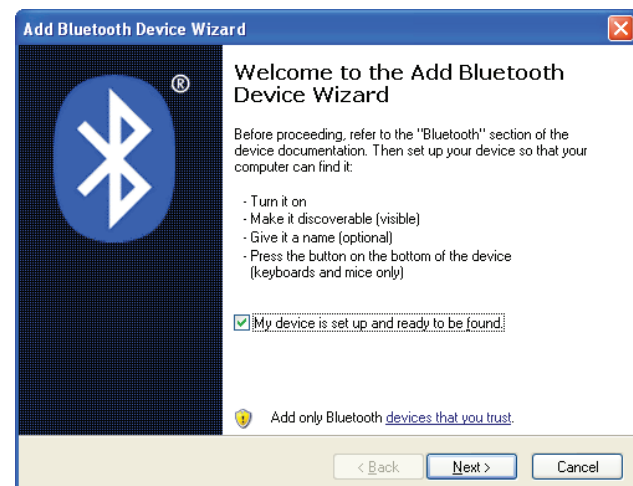 Add Bluetooth Device Wizard
®
Welcome to the Add Bluetooth
Device Wizard
Before proceeding, refer to the "Bluetooth" section of the
device documentation. Then set up your device so that your
computer can find it:
- Turn it on
- Make it discoverable (visible)
- Give it a name (optional)
- Press the button on the bottom of the device
(keyboards and mice only)
My device is set up and ready to be found.
Add only Bluetooth devices that you trust.
< Back Next > Cancel